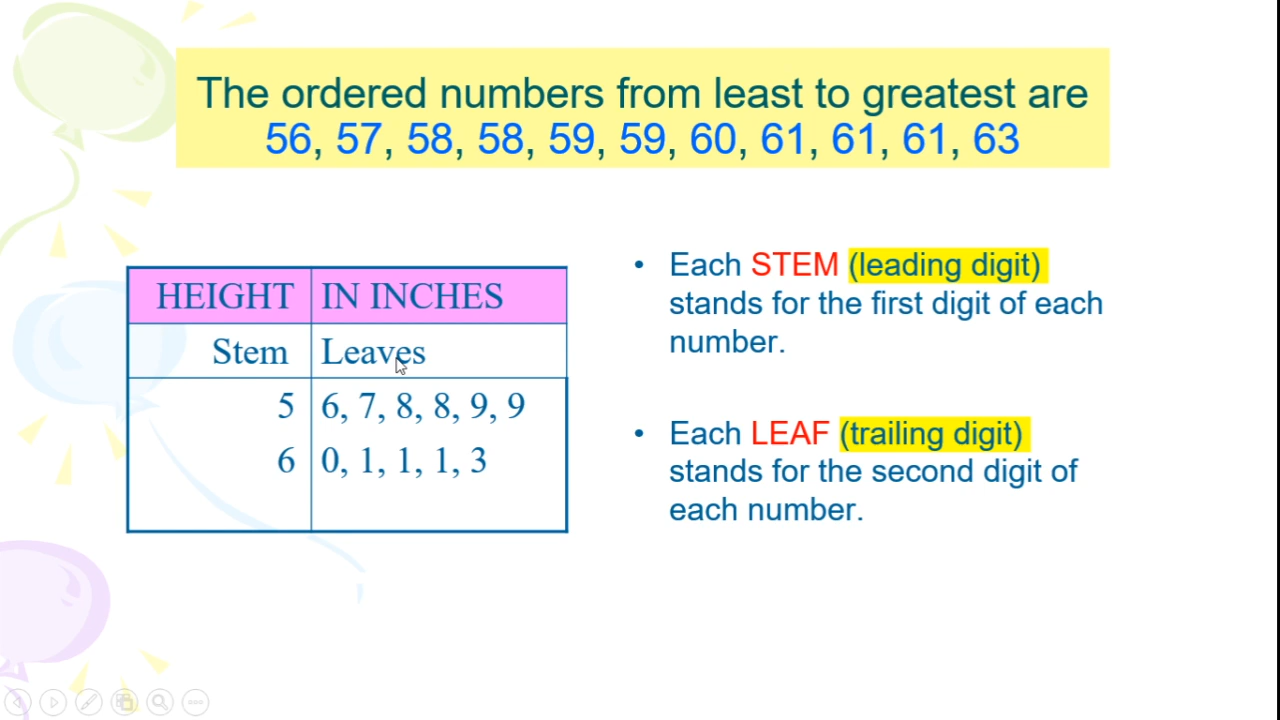 The ordered numbers from least to greatest are
56, 57, 58, 58, 59, 59, 60, 61, 61, 61, 63
HEIGHT IN INCHES
Stem Leaves
5 6, 7, 8, 8, 9, 9
6 0, 1, 1, 1, 3
• Each STEM (leading digit)
stands for the first digit of each
number.
• Each LEAF (trailing digit)
stands for the second digit of
each number.